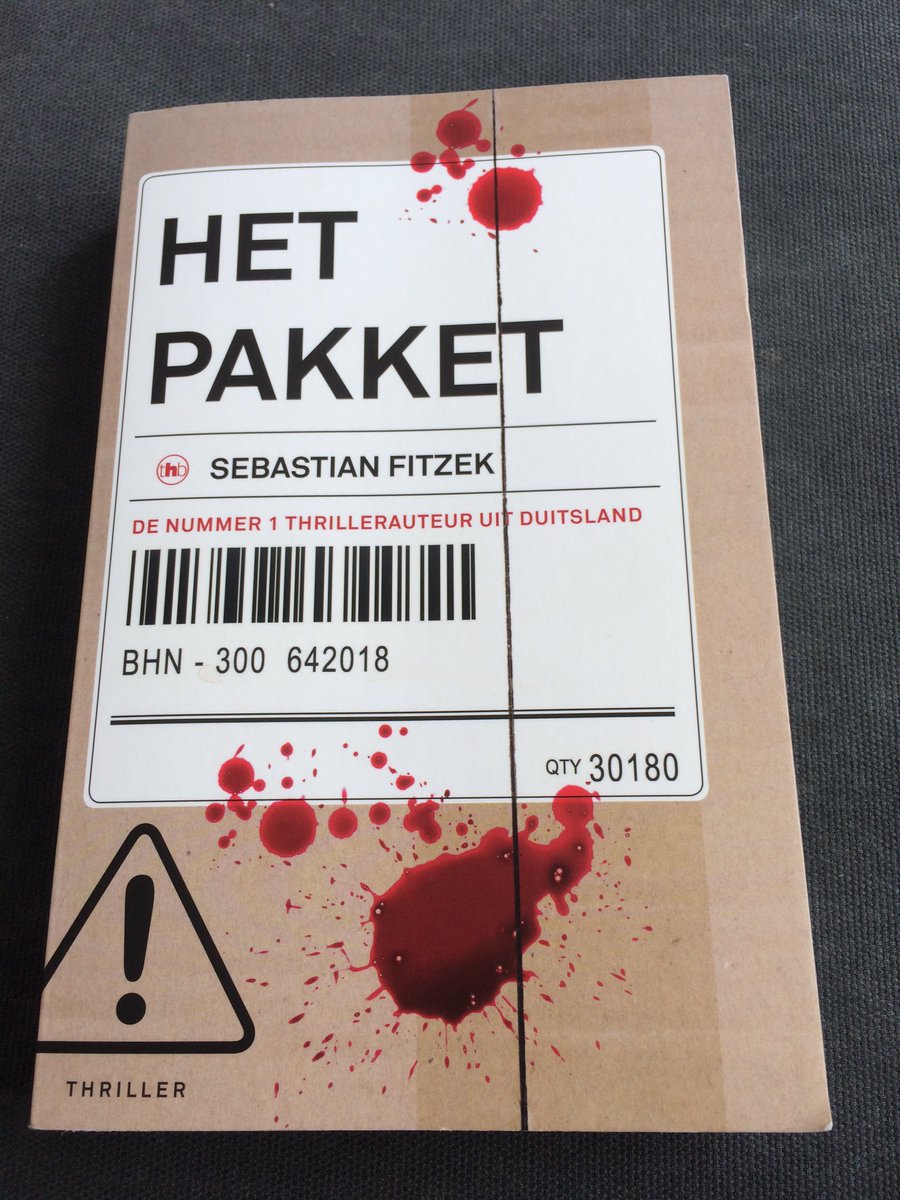 HET
PAKKET
thb SEBASTIAN FITZEK
DE NUMMER 1 THRILLERAUTEUR UIT DUITSLAND
BHN - 300 642018
QTY 30180
!
THRILLER